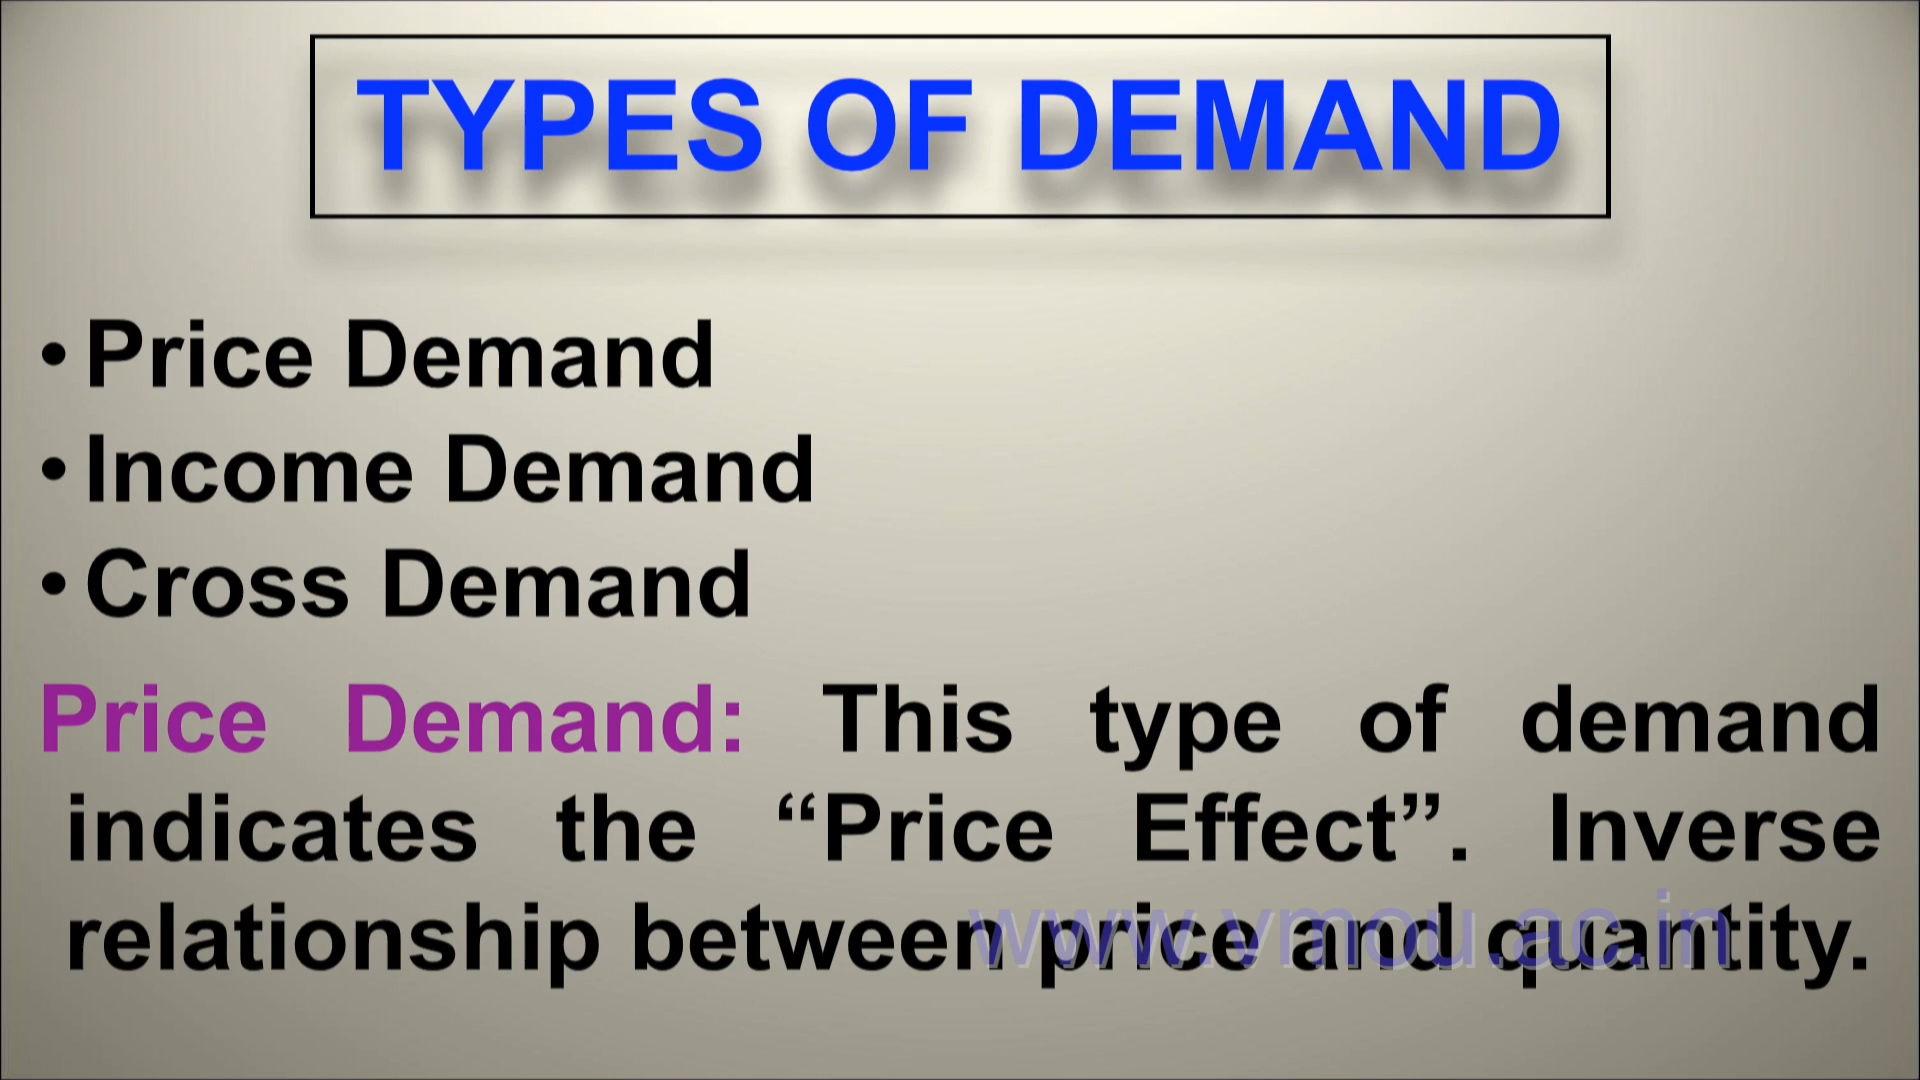 TYPES OF DEMAND
• Price Demand
• Income Demand
• Cross Demand
Price Demand: This type of demand
indicates the “Price Effect”. Inverse
relationship between price and quantity.
www.vmou.ac.in